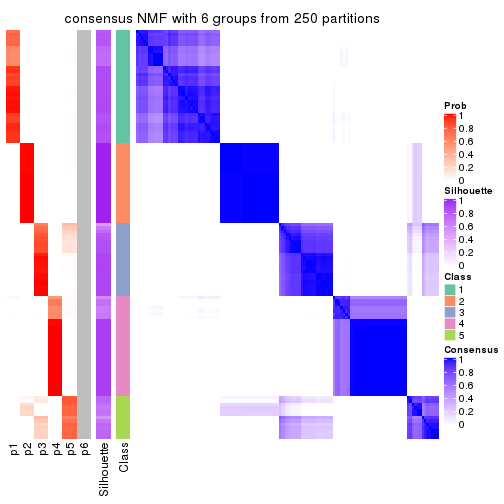 consensus NMF with 6 groups from 250 partitions
Prob
1
0.8
0.6
0.4
0.2
0
Silhouette
1
0.8
0.6
0.4
0.2
0
Class
1
2
3
4
5
Consensus
1
0.8
0.6
0.4
0.2
0
p1
p2
p3
p4
p5
p6
Silhouette
Class